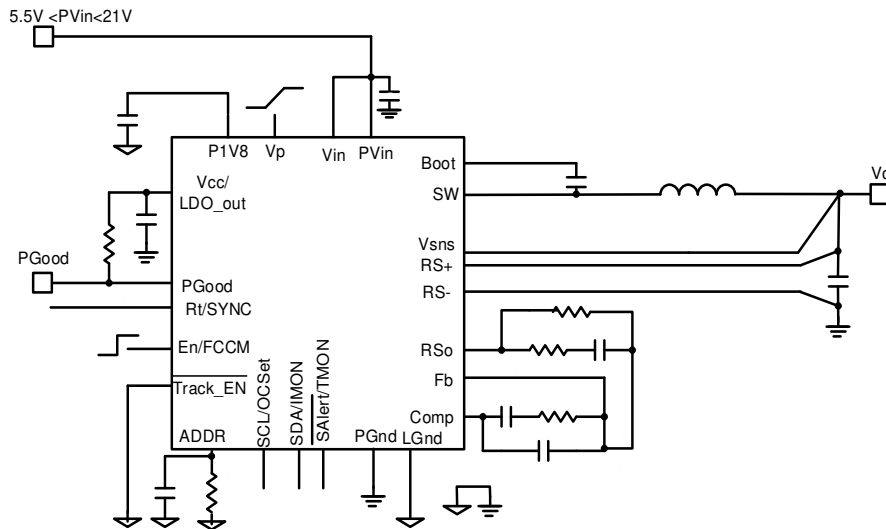 5.5V <PVin<21V
P1V8
Vp
Vin
PVin
Boot
Vcc/
LDO_out
SW
Vo
Vsns
PGood
RS+
PGood
RS-
Rt/SYNC
En/FCCM
RSo
Track_EN
Fb
Comp
ADDR
SCL/OCSet
SDA/IMON
SAlert/TMON
PGnd
LGnd